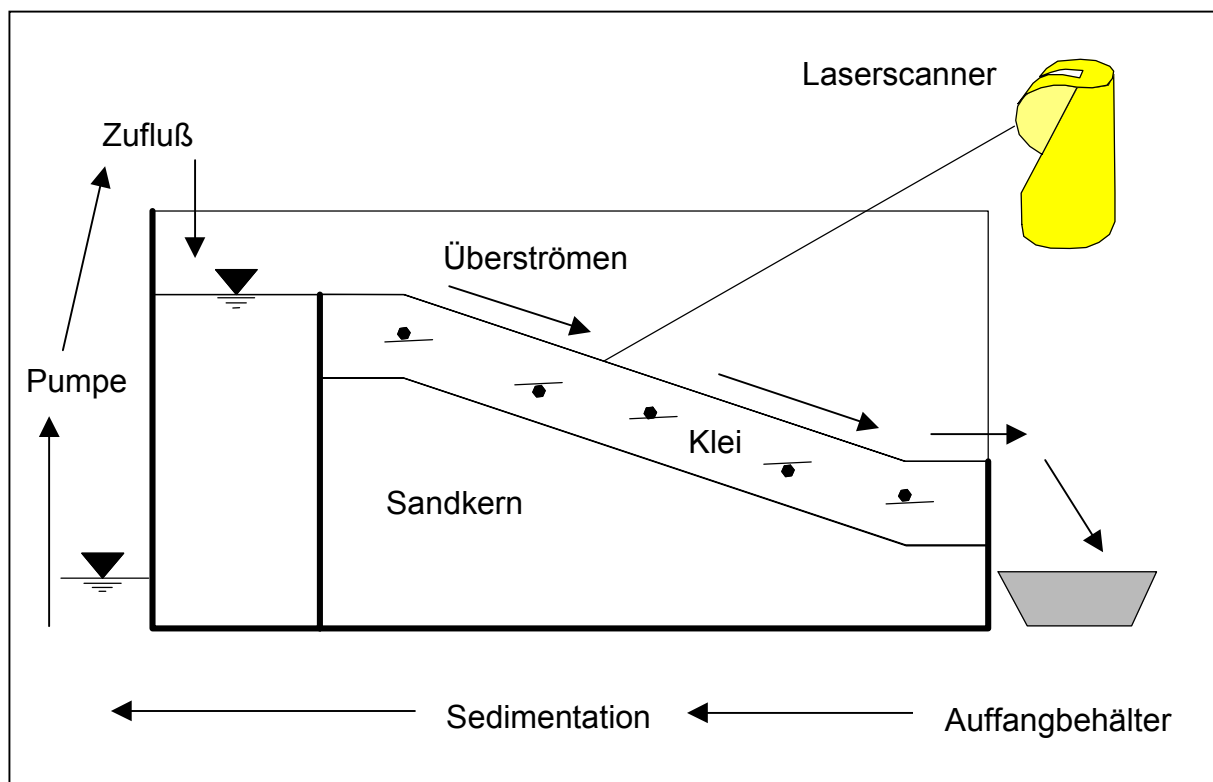 Laserscanner
Zufluß
Überströmen
Pumpe
Klei
Sandkern
Sedimentation
Auffangbehälter